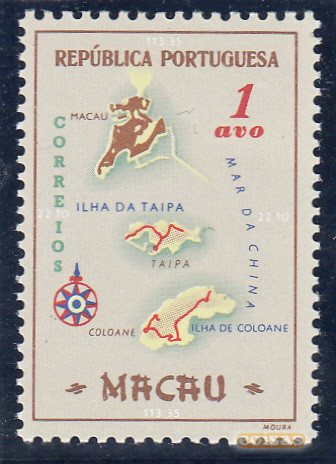 113 35
REPÚBLICA PORTUGUESA
MACAU
1
avo
CORREIOS
MAR DA CHINA
ILHA DA TAIPA
22 10
22 10
TAIPA
COLOANE
ILHA DE COLOANE
MACAU
113 35
MOURA